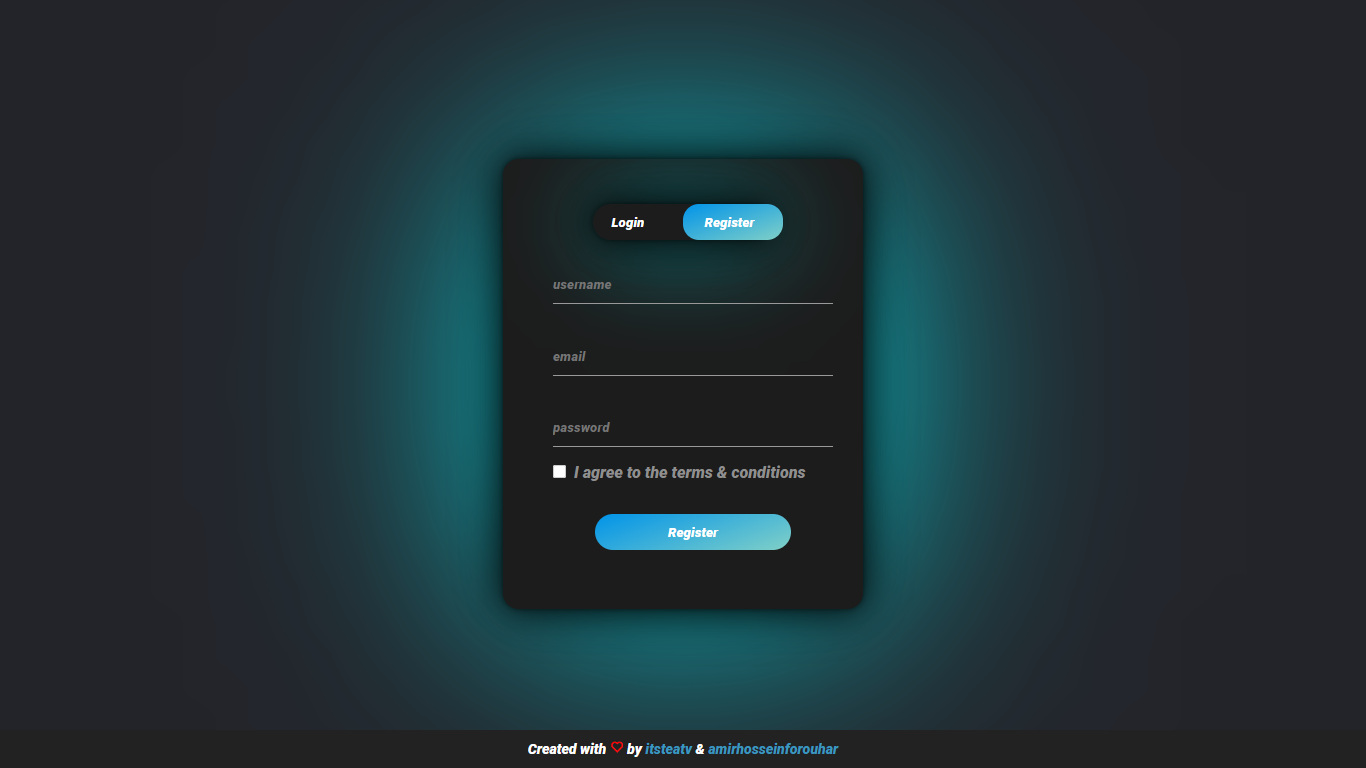 Login Register
username
email
password
I agree to the terms & conditions
Register
Created with by itsteatv & amirhosseinforouhar